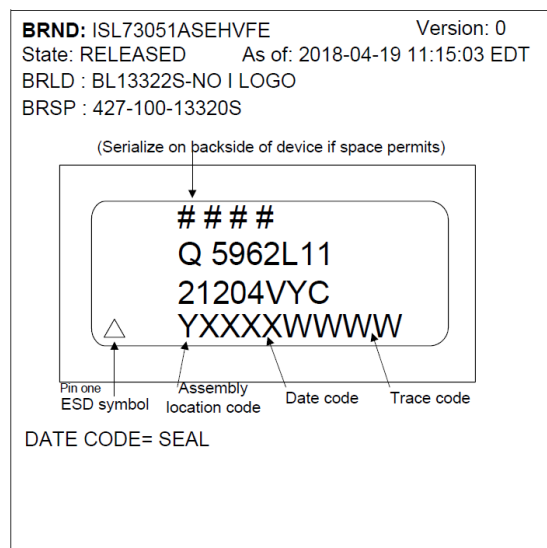 BRND: ISL73051ASEHVFE Version: 0
State: RELEASED As of: 2018-04-19 11:15:03 EDT
BRLD : BL13322S-NO I LOGO
BRSP : 427-100-13320S
(Serialize on backside of device if space permits)
# # # #
Q 5962L11
21204VYC
YXXXXWWWW
Pin one
ESD symbol
Assembly
location code
Date code
Trace code
DATE CODE= SEAL